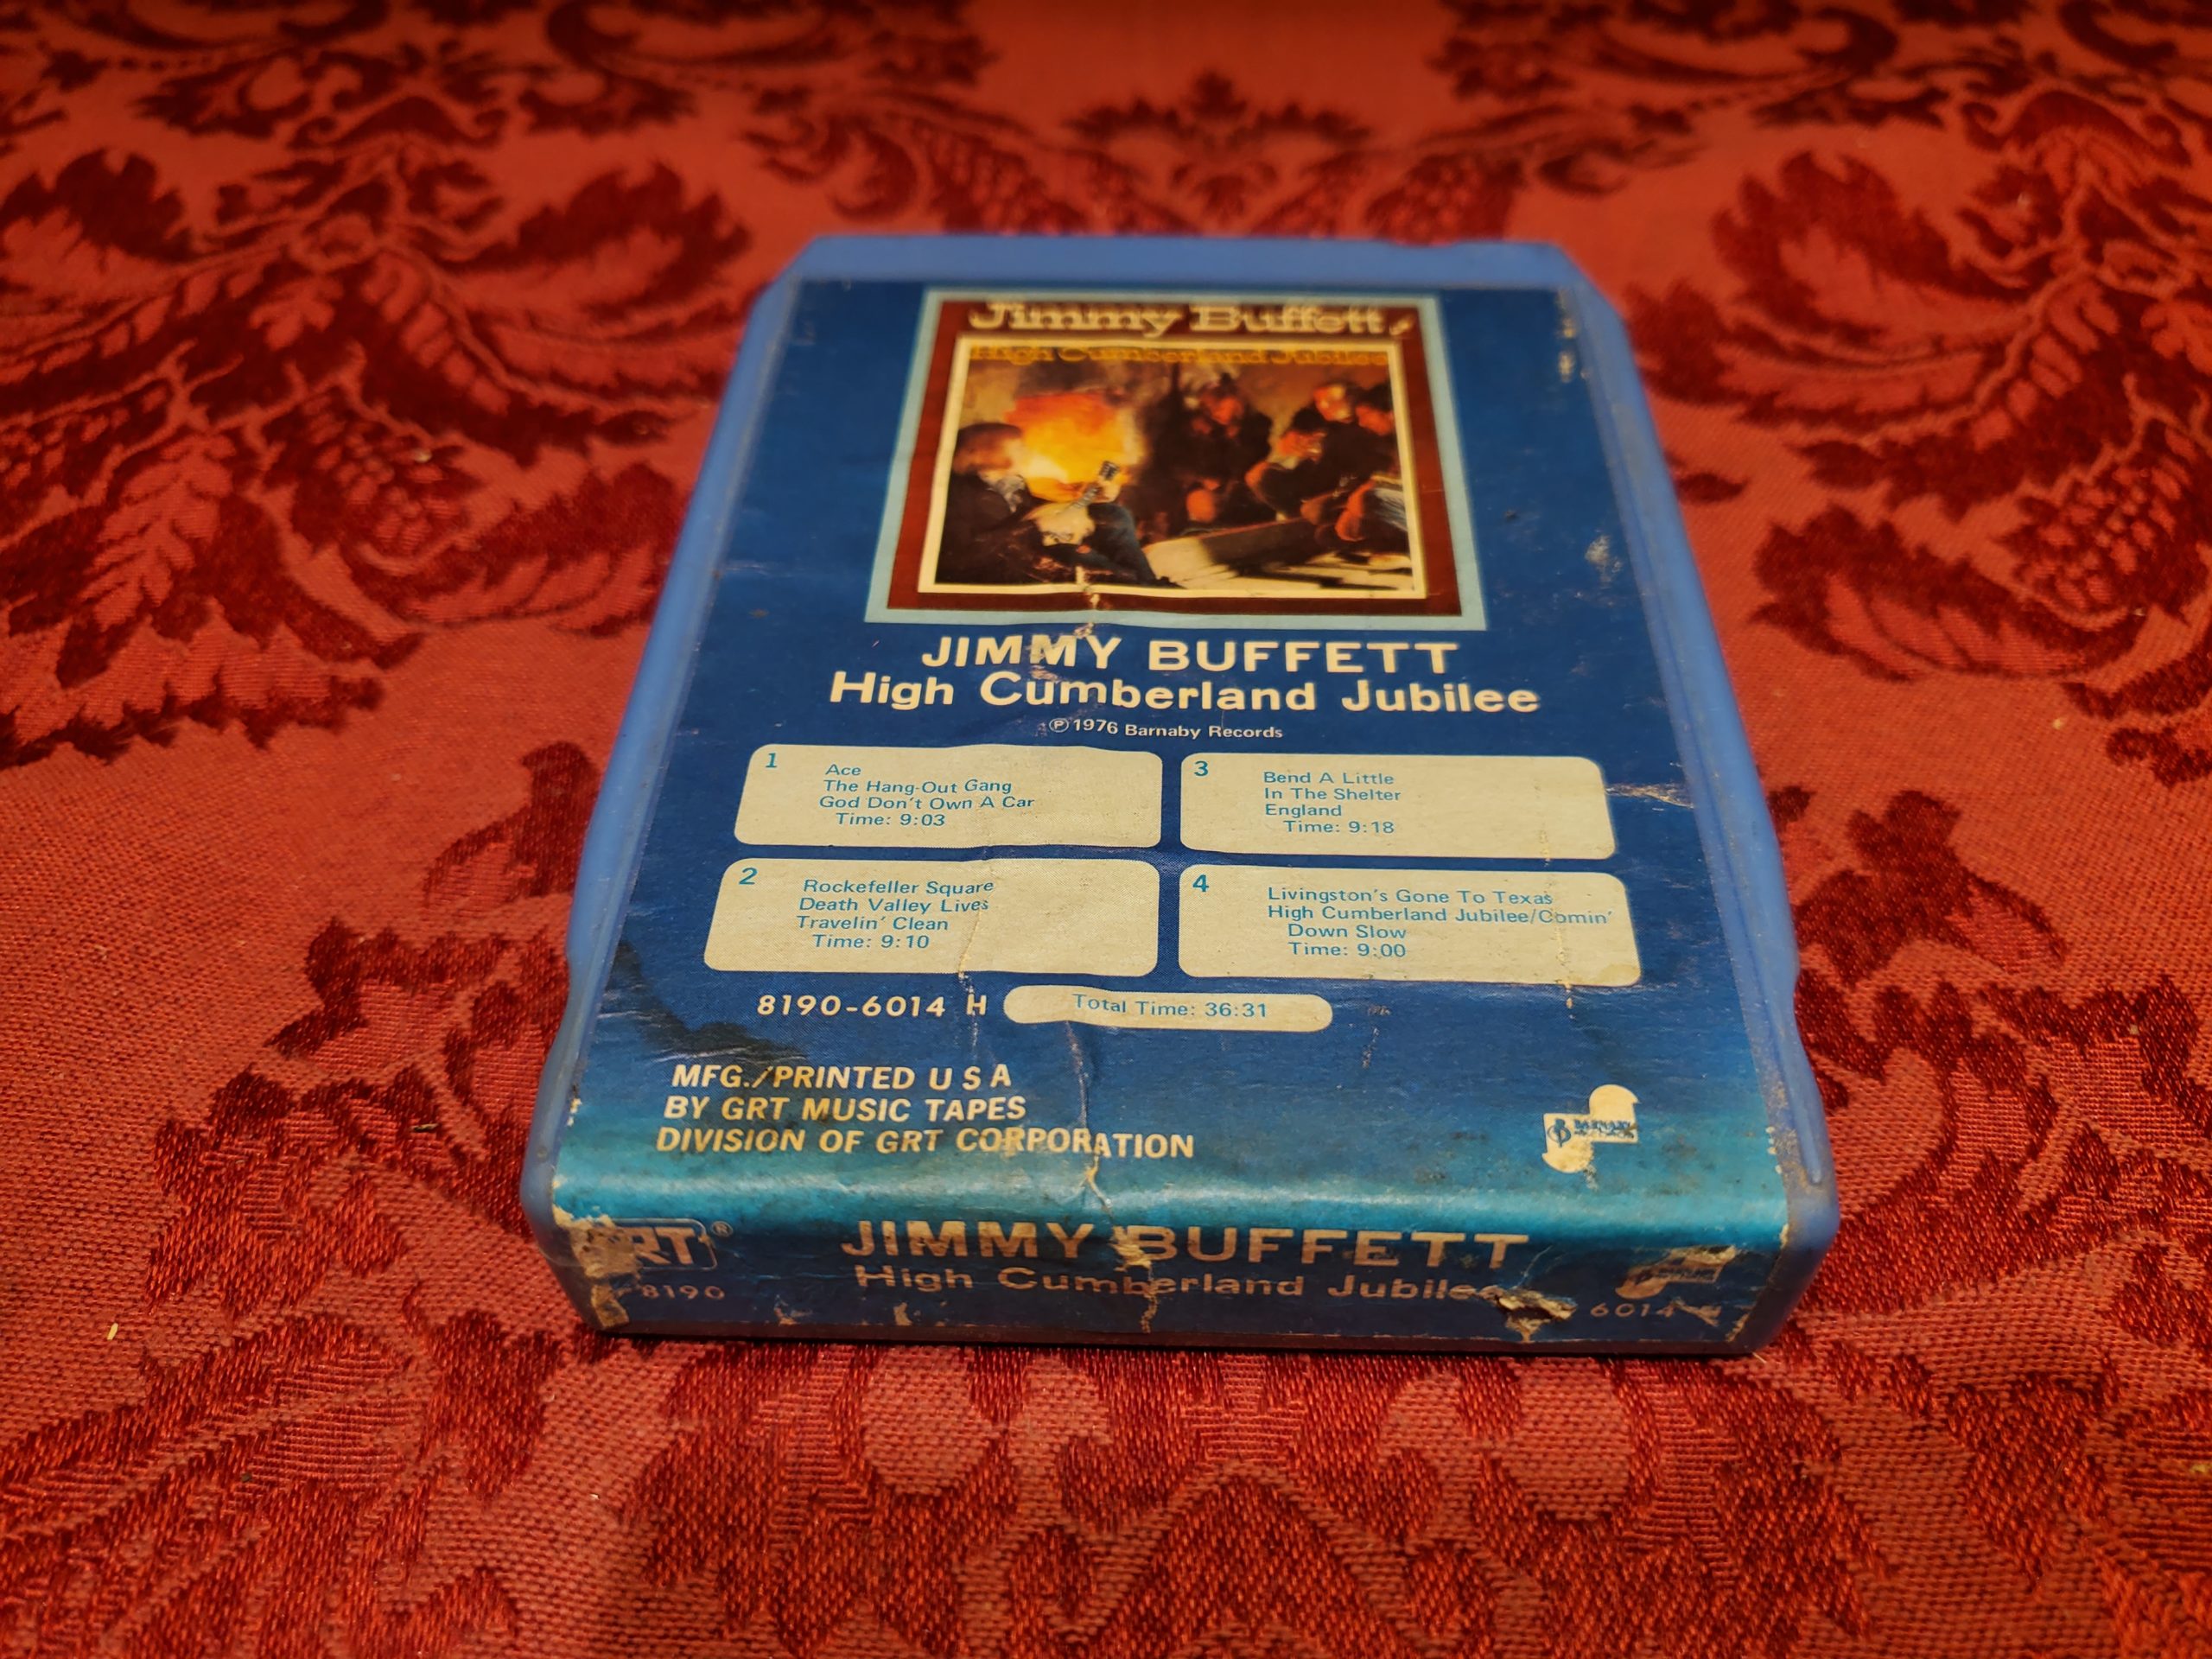 Jimmy Buffett
High Cumberland Jubilee
JIMMY BUFFETT
High Cumberland Jubilee
℗1976 Barnaby Records
1
Ace
The Hang-Out Gang
God Don't Own A Car
Time: 9:03
2
Rockefeller Square
Death Valley Lives
Travelin' Clean
Time: 9:10
3
Bend A Little
In The Shelter
England
Time: 9:18
4
Livingston's Gone To Texas
High Cumberland Jubilee/Comin'
Down Slow
Time: 9:00
8190-6014 H
Total Time: 36:31
MFG./PRINTED U S A
BY GRT MUSIC TAPES
DIVISION OF GRT CORPORATION
BARNABY
GRT®
8190
JIMMY BUFFETT
High Cumberland Jubilee
6014 H